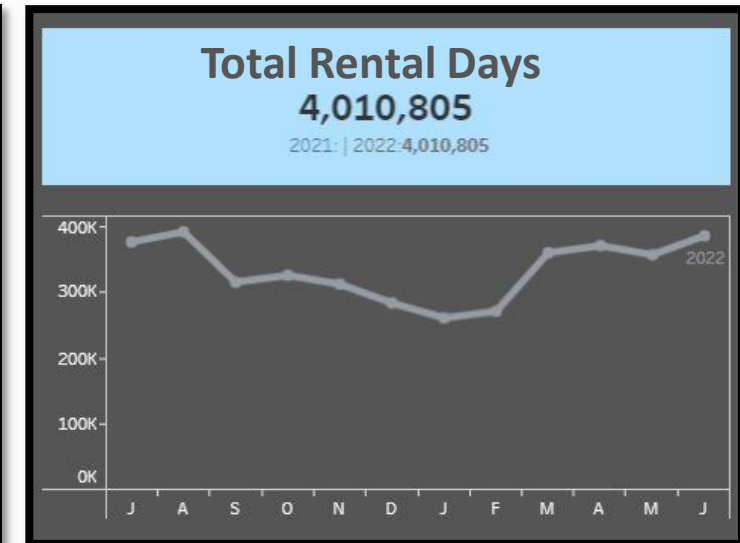 Total Rental Days
4,010,805
2021: | 2022:4,010,805
400K
300K
200K
100K
0K
2022
J A S O N D J F M A M J